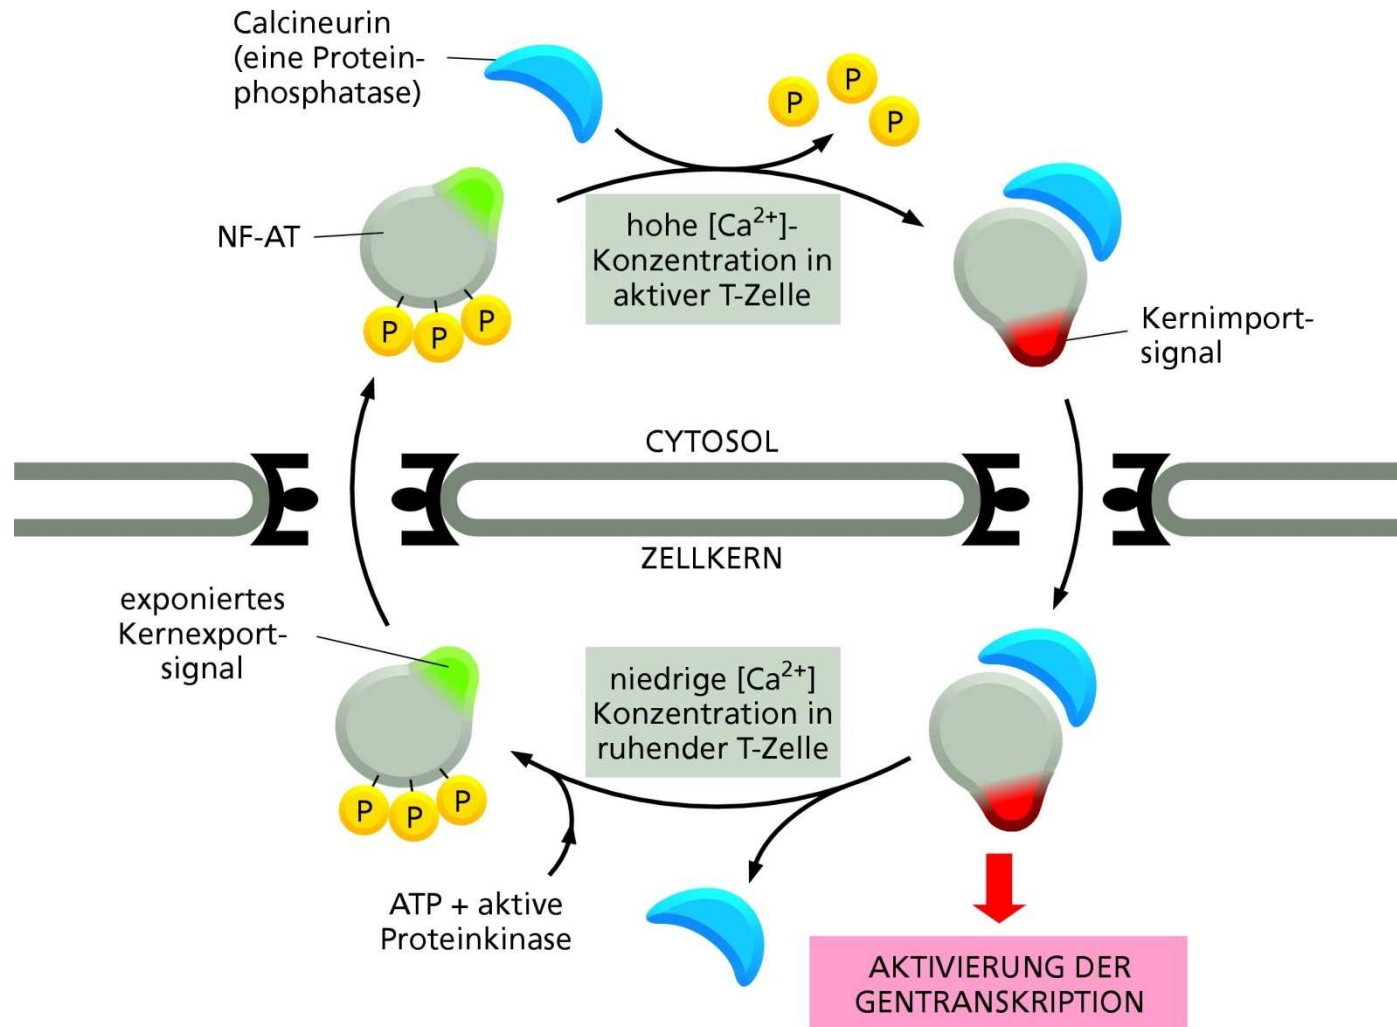 Calcineurin
(eine Protein-
phosphatase)
P
P
P
NF-AT
P
P
P
hohe [Ca²⁺]-
Konzentration in
aktiver T-Zelle
Kernimport-
signal
CYTOSOL
ZELLKERN
exponiertes
Kernexport-
signal
P
P
P
niedrige [Ca²⁺]
Konzentration in
ruhender T-Zelle
ATP + aktive
Proteinkinase
AKTIVIERUNG DER
GENTRANSKRIPTION